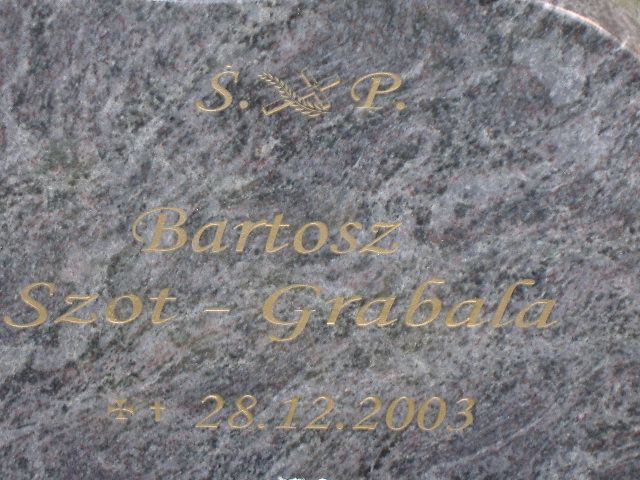 Ś. P.
Bartosz
Szot - Grabala
✠ + 28.12.2003